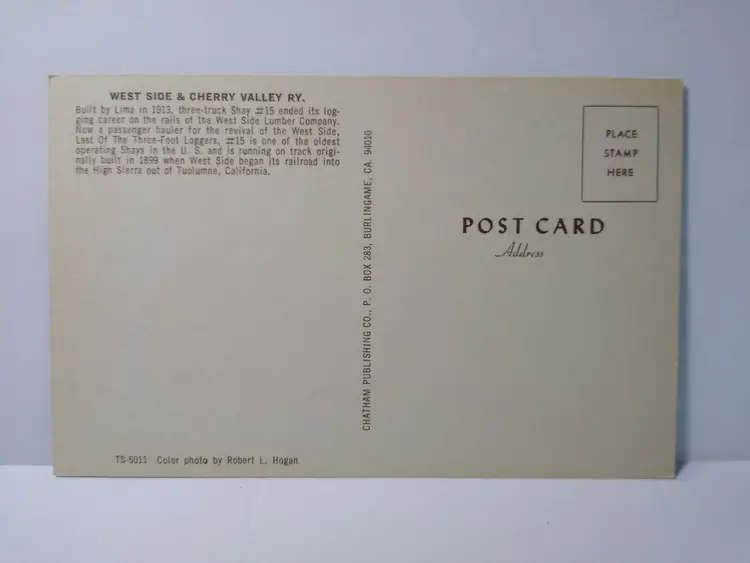 WEST SIDE & CHERRY VALLEY RY.
Built by Lima in 1913, three-truck Shay #15 ended its log-
ging career on the rails of the West Side Lumber Company.
Now a passenger hauler for the revival of the West Side,
Last Of The Three-Foot Loggers, #15 is one of the oldest
operating Shays in the U. S. and is running on track origi-
nally built in 1899 when West Side began its railroad into
the High Sierra out of Tuolumne, California.
TS-5011 Color photo by Robert L. Hogan
CHATHAM PUBLISHING CO., P. O. BOX 283, BURLINGAME, CA. 94010
PLACE
STAMP
HERE
POST CARD
Address